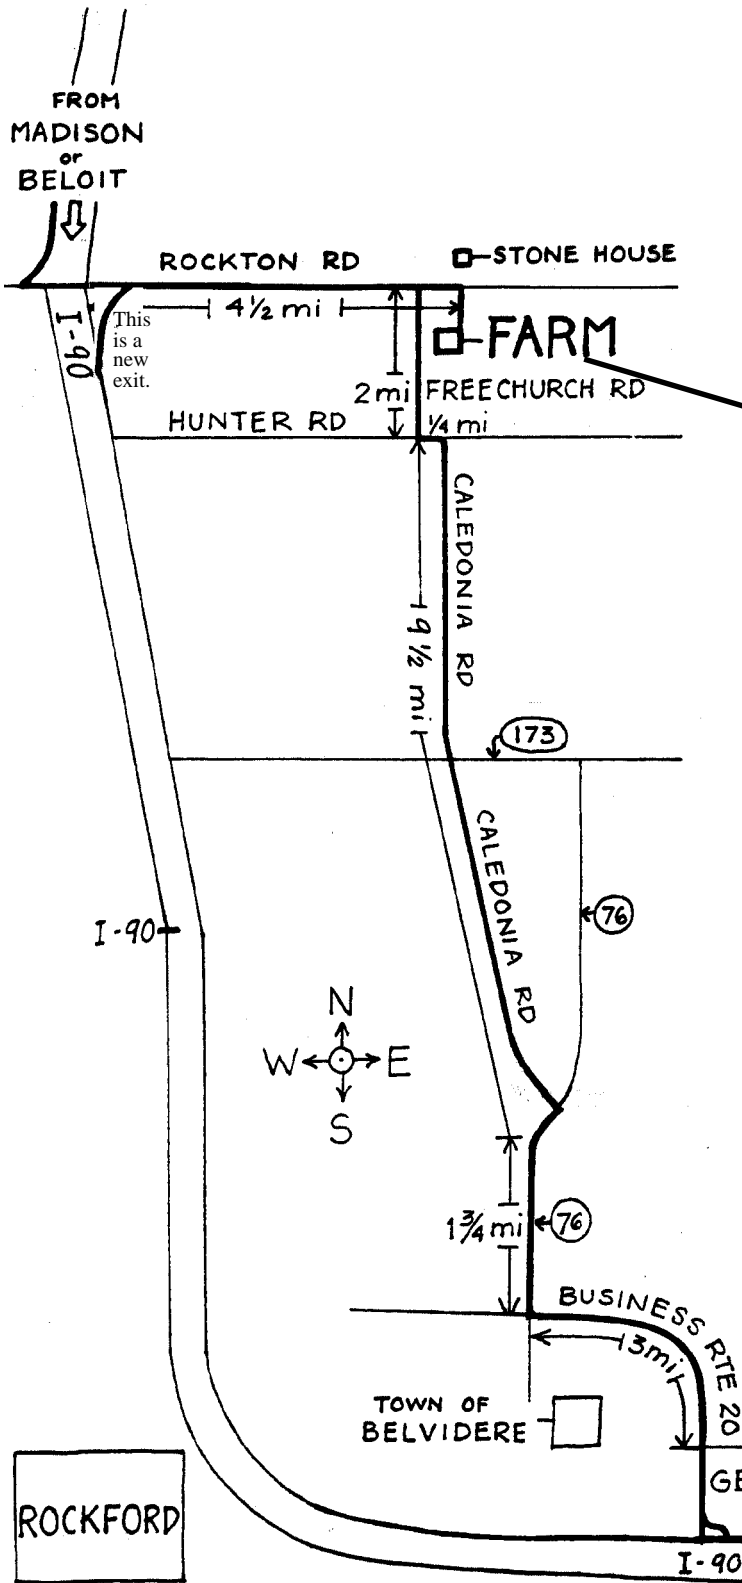 FROM
MADISON
or
BELOIT
ROCKTON RD
STONE HOUSE
4½ mi
I-90
This
is a
new
exit.
FARM
2 mi
FREECHURCH RD
HUNTER RD
¼ mi
CALEDONIA RD
9½ mi
173
CALEDONIA RD
76
I-90
N
W
E
S
1¾ mi
76
BUSINESS RTE 20
3 mi
TOWN OF
BELVIDERE
GE
ROCKFORD
I-90